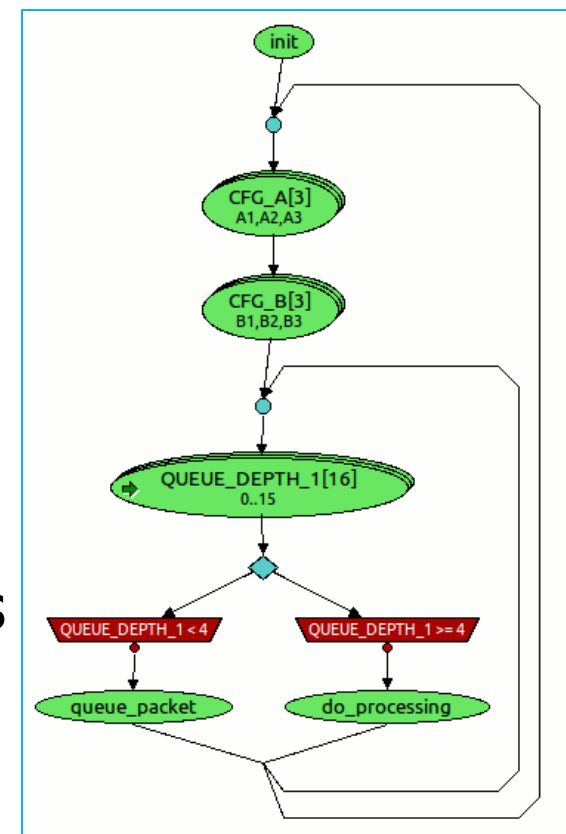 init
CFG_A[3]
A1,A2,A3
CFG_B[3]
B1,B2,B3
QUEUE_DEPTH_1[16]
0..15
s
QUEUE_DEPTH_1 < 4
QUEUE_DEPTH_1 >= 4
queue_packet
do_processing